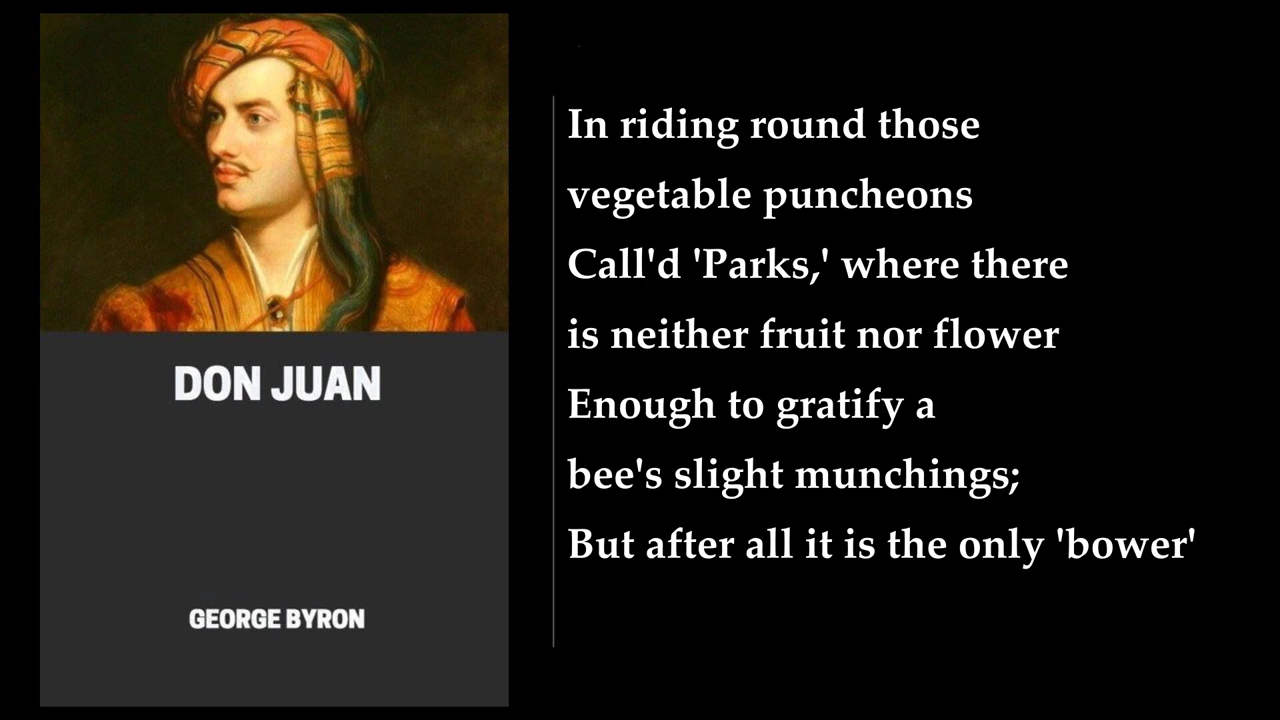 DON JUAN
GEORGE BYRON
In riding round those
vegetable puncheons
Call'd 'Parks,' where there
is neither fruit nor flower
Enough to gratify a
bee's slight munchings;
But after all it is the only 'bower'